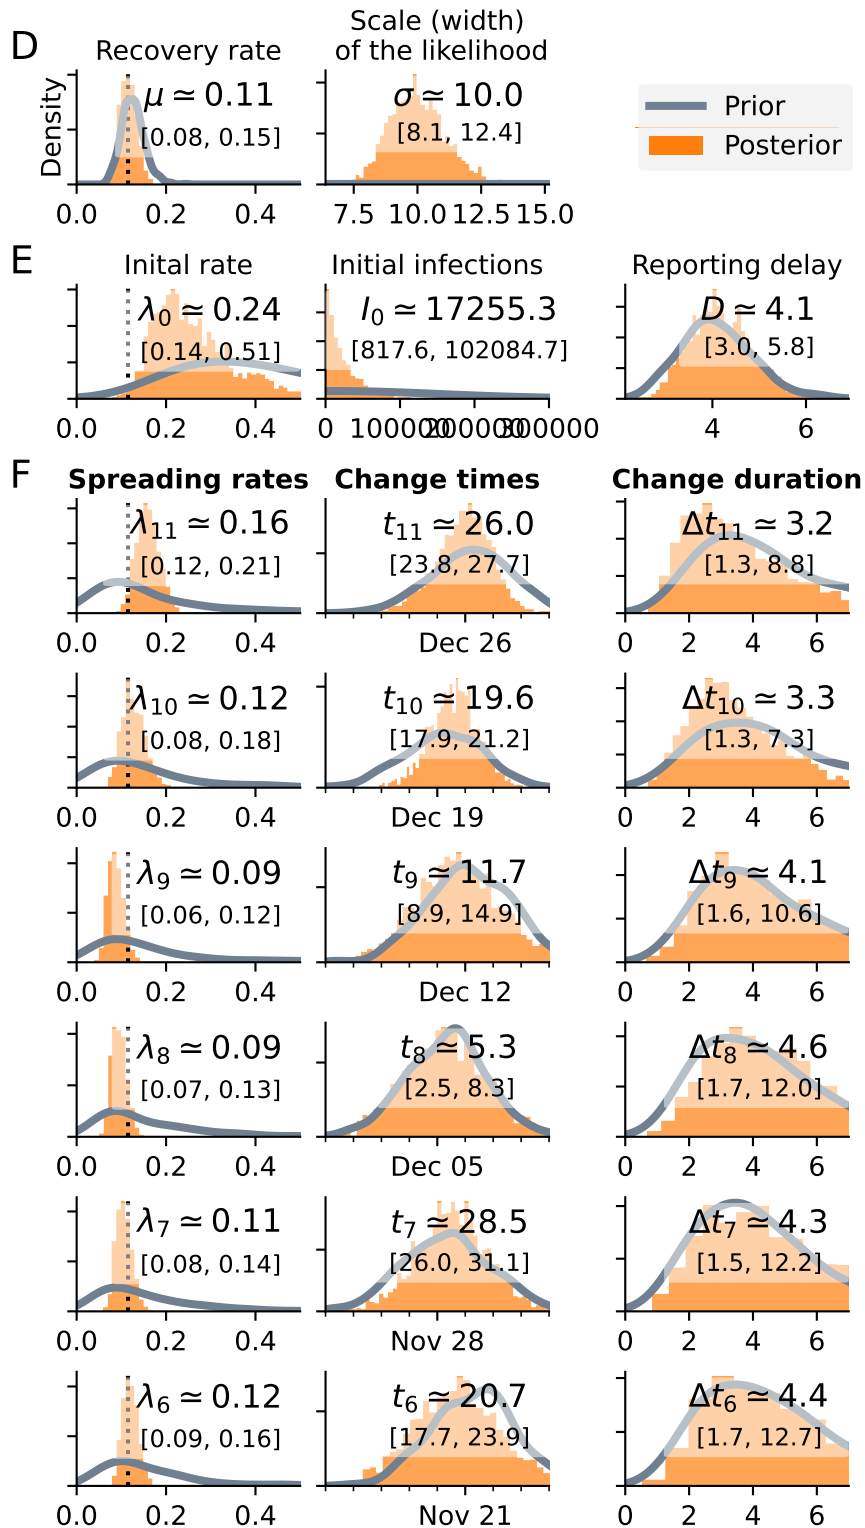 D
Recovery rate
Scale (width)
of the likelihood
Density
μ ≃ 0.11
[0.08, 0.15]
σ ≃ 10.0
[8.1, 12.4]
Prior
Posterior
0.0 0.2 0.4
7.5 10.0 12.5 15.0
E
Inital rate
Initial infections
Reporting delay
λ0 ≃ 0.24
[0.14, 0.51]
I0 ≃ 17255.3
[817.6, 102084.7]
D ≃ 4.1
[3.0, 5.8]
0.0 0.2 0.4
0 100000 200000 300000
4 6
F
Spreading rates
Change times
Change duration
λ11 ≃ 0.16
[0.12, 0.21]
t11 ≃ 26.0
[23.8, 27.7]
Δt11 ≃ 3.2
[1.3, 8.8]
0.0 0.2 0.4
Dec 26
0 2 4 6
λ10 ≃ 0.12
[0.08, 0.18]
t10 ≃ 19.6
[17.9, 21.2]
Δt10 ≃ 3.3
[1.3, 7.3]
0.0 0.2 0.4
Dec 19
0 2 4 6
λ9 ≃ 0.09
[0.06, 0.12]
t9 ≃ 11.7
[8.9, 14.9]
Δt9 ≃ 4.1
[1.6, 10.6]
0.0 0.2 0.4
Dec 12
0 2 4 6
λ8 ≃ 0.09
[0.07, 0.13]
t8 ≃ 5.3
[2.5, 8.3]
Δt8 ≃ 4.6
[1.7, 12.0]
0.0 0.2 0.4
Dec 05
0 2 4 6
λ7 ≃ 0.11
[0.08, 0.14]
t7 ≃ 28.5
[26.0, 31.1]
Δt7 ≃ 4.3
[1.5, 12.2]
0.0 0.2 0.4
Nov 28
0 2 4 6
λ6 ≃ 0.12
[0.09, 0.16]
t6 ≃ 20.7
[17.7, 23.9]
Δt6 ≃ 4.4
[1.7, 12.7]
0.0 0.2 0.4
Nov 21
0 2 4 6